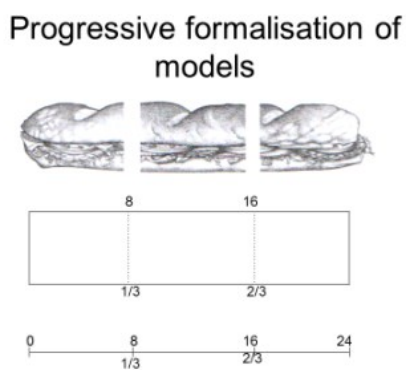 Progressive formalisation of
models
8 16
1/3 2/3
0 8 16 24
1/3 2/3